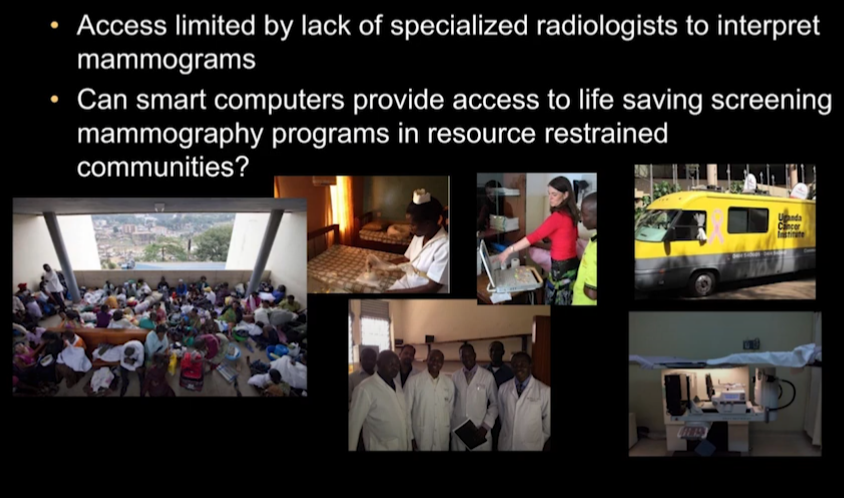 • Access limited by lack of specialized radiologists to interpret
mammograms
• Can smart computers provide access to life saving screening
mammography programs in resource restrained
communities?
Uganda
Cancer
Institute